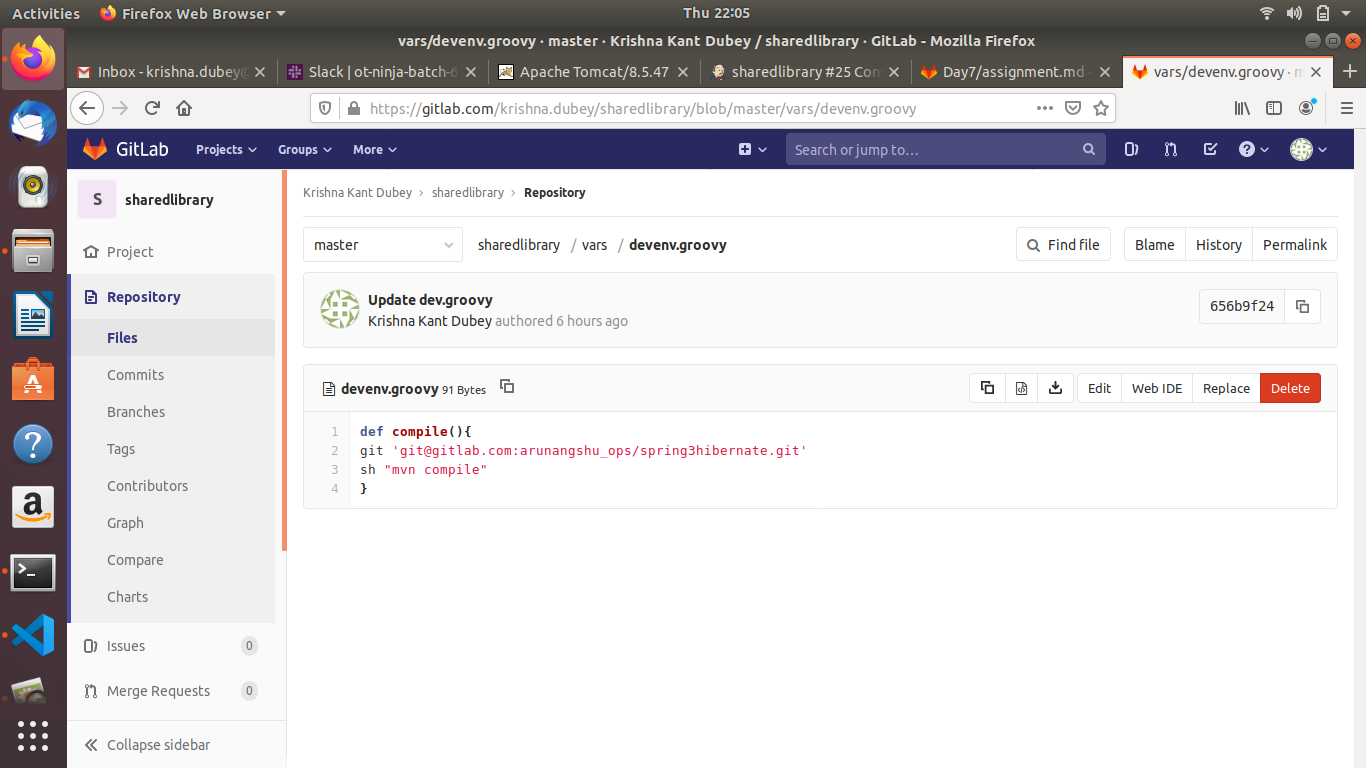 Activities Firefox Web Browser Thu 22:05
vars/devenv.groovy · master · Krishna Kant Dubey / sharedlibrary · GitLab - Mozilla Firefox
Inbox - krishna.dubey@ Slack | ot-ninja-batch-6 Apache Tomcat/8.5.47 sharedlibrary #25 Con Day7/assignment.md · vars/devenv.groovy · m
https://gitlab.com/krishna.dubey/sharedlibrary/blob/master/vars/devenv.groovy
GitLab Projects Groups More Search or jump to…
S sharedlibrary
Project
Repository
Files
Commits
Branches
Tags
Contributors
Graph
Compare
Charts
Issues 0
Merge Requests 0
Collapse sidebar
Krishna Kant Dubey › sharedlibrary › Repository
master sharedlibrary / vars / devenv.groovy Find file Blame History Permalink
Update dev.groovy
Krishna Kant Dubey authored 6 hours ago
656b9f24
devenv.groovy 91 Bytes Edit Web IDE Replace Delete
1 def compile(){
2 git 'git@gitlab.com:arunangshu_ops/spring3hibernate.git'
3 sh "mvn compile"
4 }